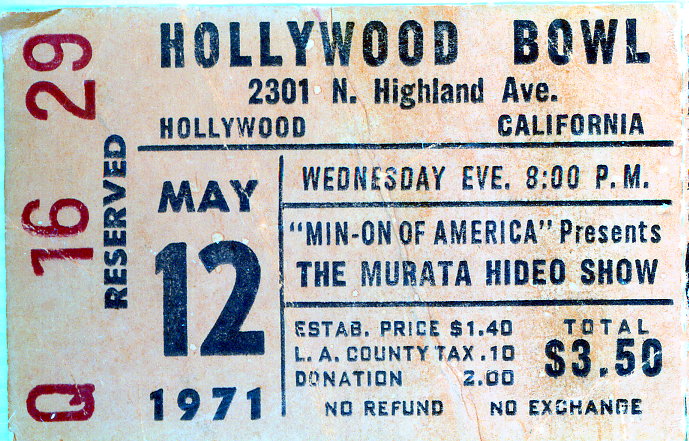 HOLLYWOOD BOWL
2301 N. Highland Ave.
HOLLYWOOD CALIFORNIA
29
16
Q
RESERVED
MAY
12
1971
WEDNESDAY EVE. 8:00 P.M.
"MIN-ON OF AMERICA" Presents
THE MURATA HIDEO SHOW
ESTAB. PRICE $1.40
L. A. COUNTY TAX .10
DONATION 2.00
TOTAL
$3.50
NO REFUND NO EXCHANGE